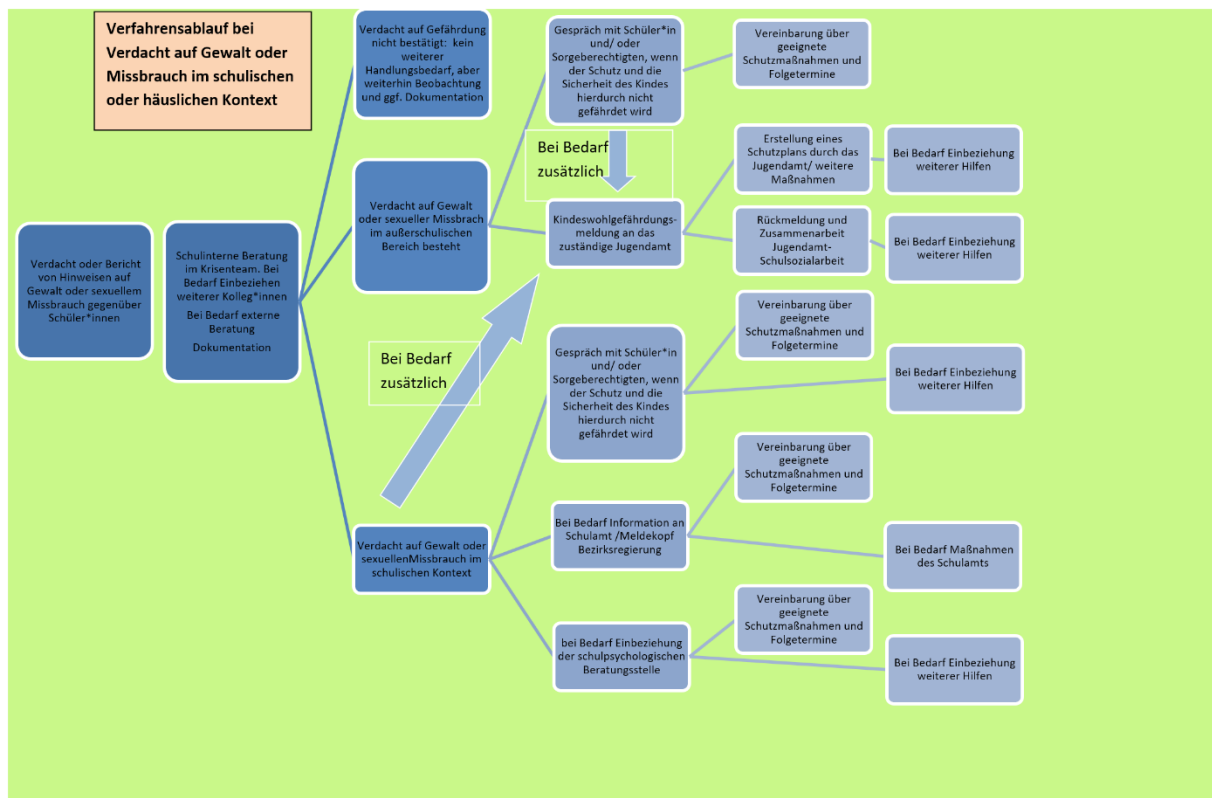 Verfahrensablauf bei
Verdacht auf Gewalt oder
Missbrauch im schulischen
oder häuslichen Kontext
Verdacht oder Bericht
von Hinweisen auf
Gewalt oder sexuellem
Missbrauch gegenüber
Schüler*innen
Schulinterne Beratung
im Krisenteam. Bei
Bedarf Einbeziehen
weiterer Kolleg*innen
Bei Bedarf externe
Beratung
Dokumentation
Verdacht auf Gefährdung
nicht bestätigt: kein
weiterer
Handlungsbedarf, aber
weiterhin Beobachtung
und ggf. Dokumentation
Verdacht auf Gewalt
oder sexueller Missbrach
im außerschulischen
Bereich besteht
Gespräch mit Schüler*in
und/ oder
Sorgeberechtigten, wenn
der Schutz und die
Sicherheit des Kindes
hierdurch nicht
gefährdet wird
Vereinbarung über
geeignete
Schutzmaßnahmen und
Folgetermine
Bei Bedarf
zusätzlich
Kindeswohlgefährdungs-
meldung an das
zuständige Jugendamt
Erstellung eines
Schutzplans durch das
Jugendamt/ weitere
Maßnahmen
Bei Bedarf Einbeziehung
weiterer Hilfen
Rückmeldung und
Zusammenarbeit
Jugendamt-
Schulsozialarbeit
Bei Bedarf Einbeziehung
weiterer Hilfen
Bei Bedarf
zusätzlich
Verdacht auf Gewalt oder
sexuellenMissbrauch im
schulischen Kontext
Gespräch mit Schüler*in
und/ oder
Sorgeberechtigten, wenn
der Schutz und die
Sicherheit des Kindes
hierdurch nicht
gefährdet wird
Vereinbarung über
geeignete
Schutzmaßnahmen und
Folgetermine
Bei Bedarf Einbeziehung
weiterer Hilfen
Bei Bedarf Information an
Schulamt /Meldekopf
Bezirksregierung
Vereinbarung über
geeignete
Schutzmaßnahmen und
Folgetermine
Bei Bedarf Maßnahmen
des Schulamts
bei Bedarf Einbeziehung
der schulpsychologischen
Beratungsstelle
Vereinbarung über
geeignete
Schutzmaßnahmen und
Folgetermine
Bei Bedarf Einbeziehung
weiterer Hilfen